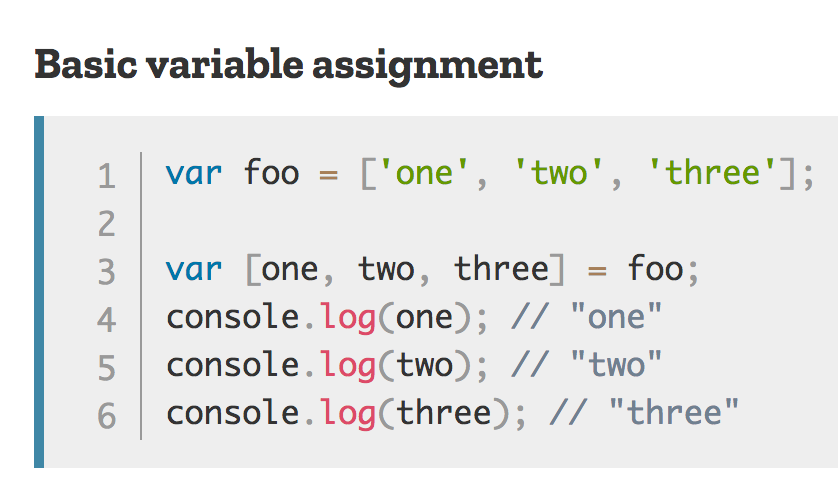 Basic variable assignment
1 var foo = ['one', 'two', 'three'];
2
3 var [one, two, three] = foo;
4 console.log(one); // "one"
5 console.log(two); // "two"
6 console.log(three); // "three"